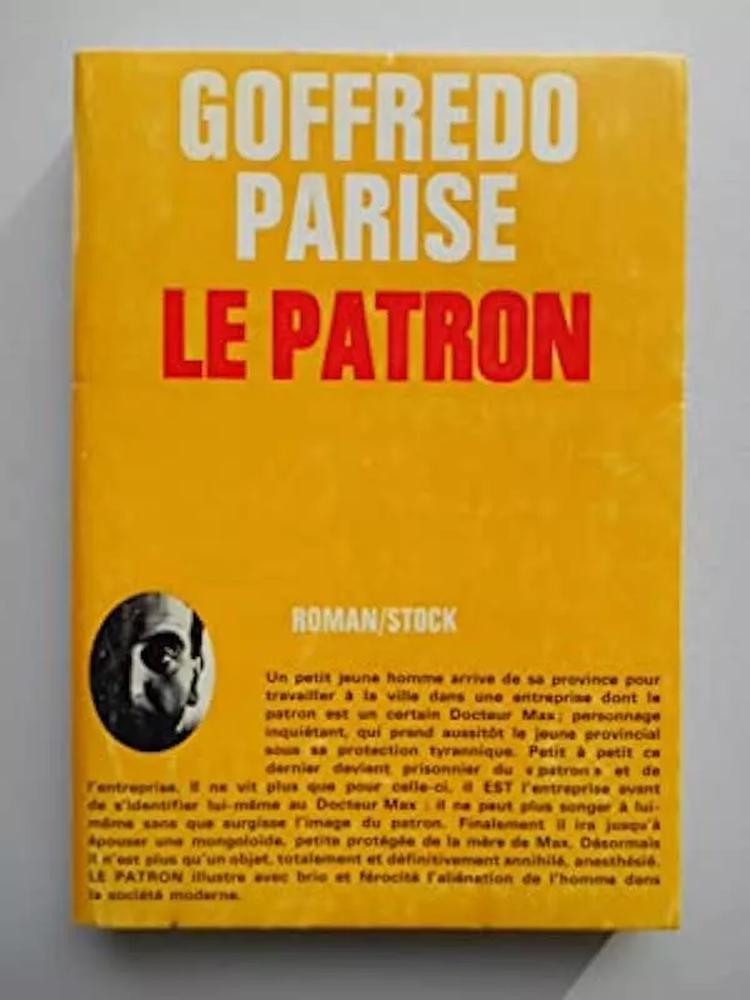 GOFFREDO
PARISE
LE PATRON
ROMAN/STOCK
Un petit jeune homme arrive de sa province pour
travailler à la ville dans une entreprise dont le
patron est un certain Docteur Max; personnage
inquiétant, qui prend aussitôt le jeune provincial
sous sa protection tyrannique. Petit à petit ce
dernier devient prisonnier du « patron » et de
l'entreprise. Il ne vit plus que pour celle-ci, il EST l'entreprise avant
de s'identifier lui-même au Docteur Max : il ne peut plus songer à lui-
même sans que surgisse l'image du patron. Finalement il ira jusqu'à
épouser une mongoloïde, petite protégée de la mère de Max. Désormais
il n'est plus qu'un objet, totalement et définitivement annihilé, anesthésié.
LE PATRON illustre avec brio et férocité l'aliénation de l'homme dans
la société moderne.